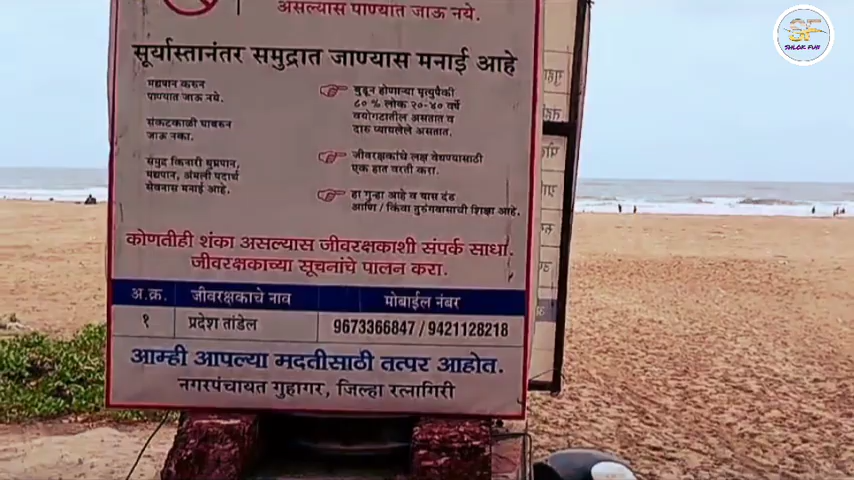 असल्यास पाण्यात जाऊ नये.
सूर्यास्तानंतर समुद्रात जाण्यास मनाई आहे
मद्यपान करुन
पाण्यात जाऊ नये.
संकटकाळी घाबरुन
जाऊ नका.
समुद्र किनारी धुम्रपान,
मद्यपान, अंमली पदार्थ
सेवनास मनाई आहे.
बुडून होणाऱ्या मृत्युपैकी
८० % लोक २०-४० वर्षे
वयोगटातील असतात व
दारु प्यायलेले असतात.
जीवरक्षकांचे लक्ष वेधण्यासाठी
एक हात वरती करा.
हा गुन्हा आहे व यास दंड
आणि / किंवा तुरुंगवासाची शिक्षा आहे.
कोणतीही शंका असल्यास जीवरक्षकाशी संपर्क साधा.
जीवरक्षकाच्या सूचनांचे पालन करा.
अ.क्र. जीवरक्षकाचे नाव मोबाईल नंबर
१ प्रदेश तांडेल 9673366847 / 9421128218
आम्ही आपल्या मदतीसाठी तत्पर आहोत.
नगरपंचायत गुहागर, जिल्हा रत्नागिरी
SF
SHLOK FUN